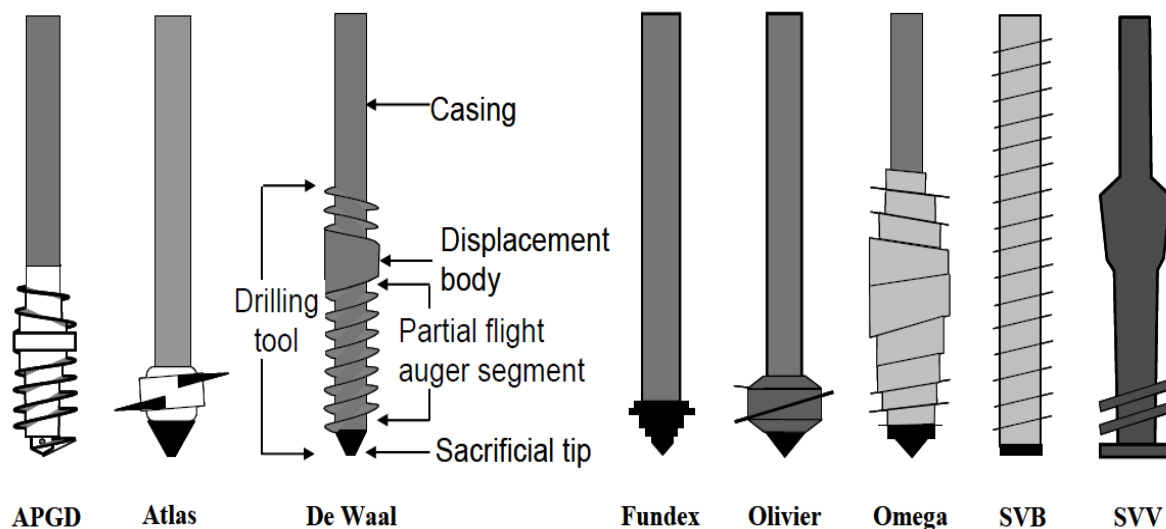 Casing
Displacement
body
Drilling
tool
Partial flight
auger segment
Sacrificial tip
APGD
Atlas
De Waal
Fundex
Olivier
Omega
SVB
SVV